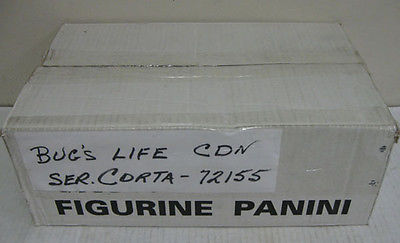 BUG'S LIFE CDN
SER. CORTA - 72155
FIGURINE PANINI